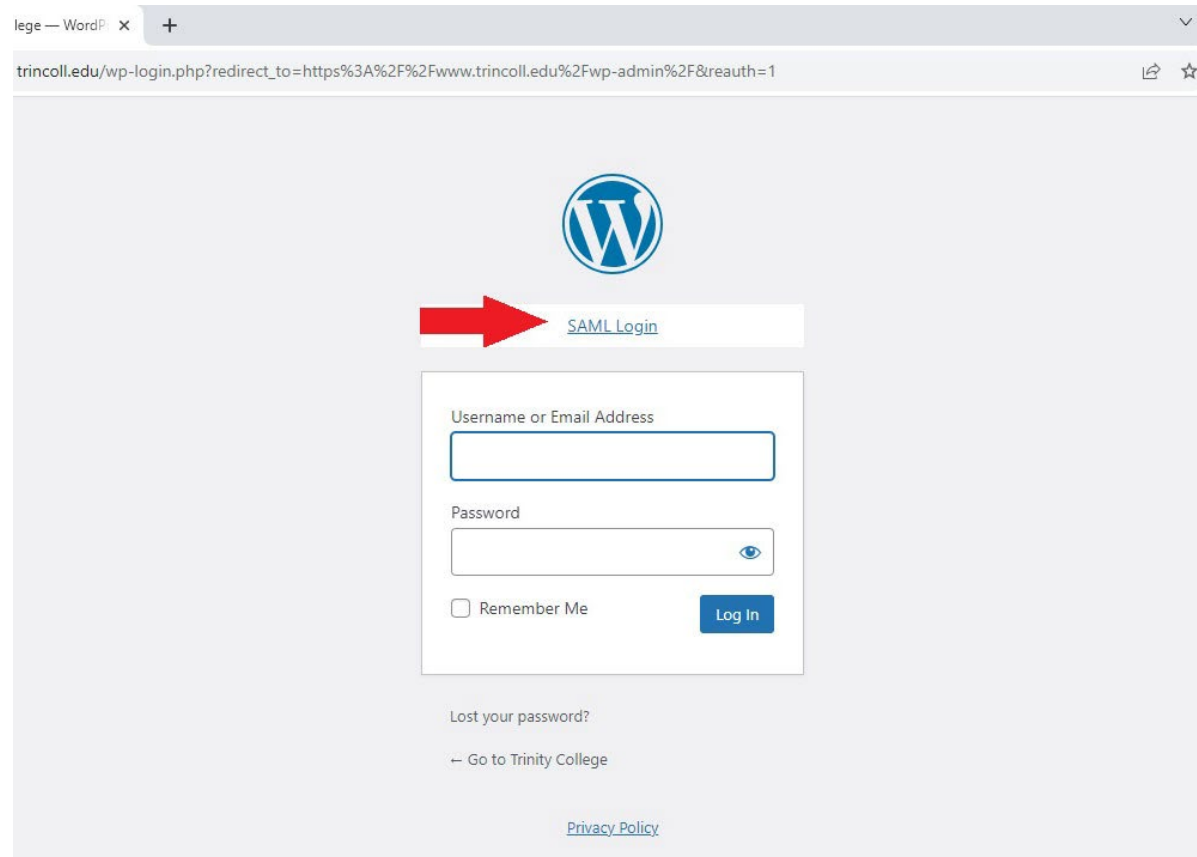 lege — WordP
trincoll.edu/wp-login.php?redirect_to=https%3A%2F%2Fwww.trincoll.edu%2Fwp-admin%2F&reauth=1
SAML Login
Username or Email Address
Password
Remember Me
Log In
Lost your password?
← Go to Trinity College
Privacy Policy